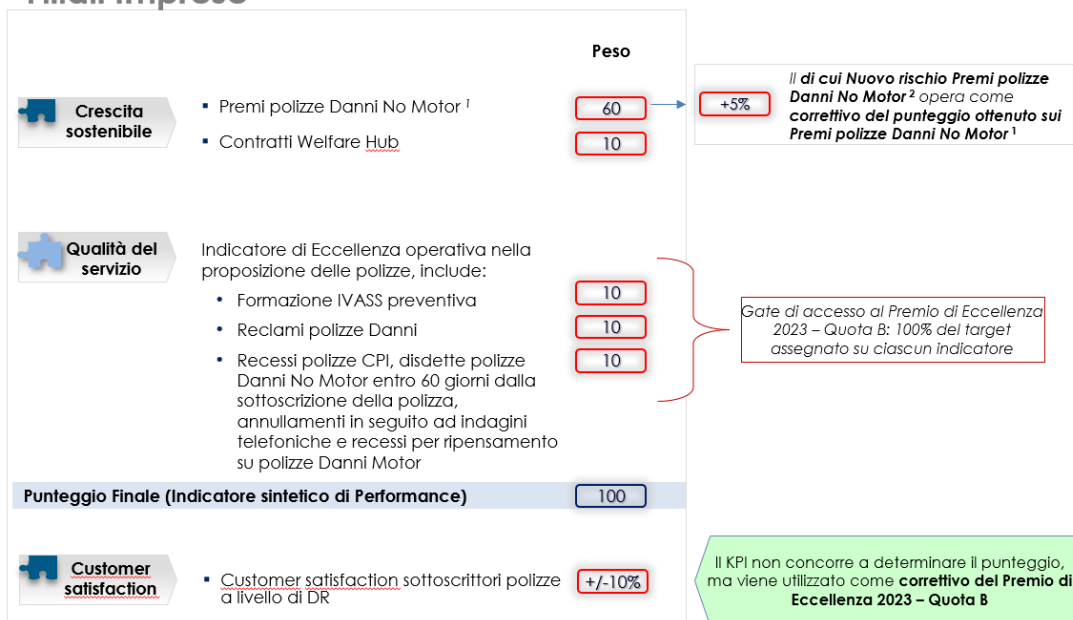 Filiali Imprese
Peso
Crescita
sostenibile
▪ Premi polizze Danni No Motor ¹
60
▪ Contratti Welfare Hub
10
+5%
Il di cui Nuovo rischio Premi polizze
Danni No Motor ² opera come
correttivo del punteggio ottenuto sui
Premi polizze Danni No Motor ¹
Qualità del
servizio
Indicatore di Eccellenza operativa nella
proposizione delle polizze, include:
• Formazione IVASS preventiva
10
• Reclami polizze Danni
10
• Recessi polizze CPI, disdette polizze
10
Danni No Motor entro 60 giorni dalla
sottoscrizione della polizza,
annullamenti in seguito ad indagini
telefoniche e recessi per ripensamento
su polizze Danni Motor
Gate di accesso al Premio di Eccellenza
2023 – Quota B: 100% del target
assegnato su ciascun indicatore
Punteggio Finale (Indicatore sintetico di Performance)
100
Customer
satisfaction
▪ Customer satisfaction sottoscrittori polizze
a livello di DR
+/-10%
Il KPI non concorre a determinare il punteggio,
ma viene utilizzato come correttivo del Premio di
Eccellenza 2023 – Quota B